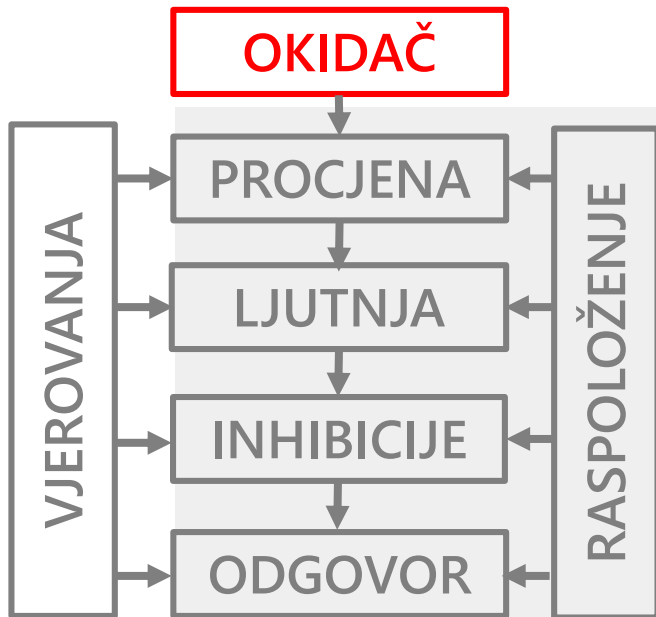 OKIDAČ
PROCJENA
LJUTNJA
INHIBICIJE
ODGOVOR
VJEROVANJA
RASPOLOŽENJE